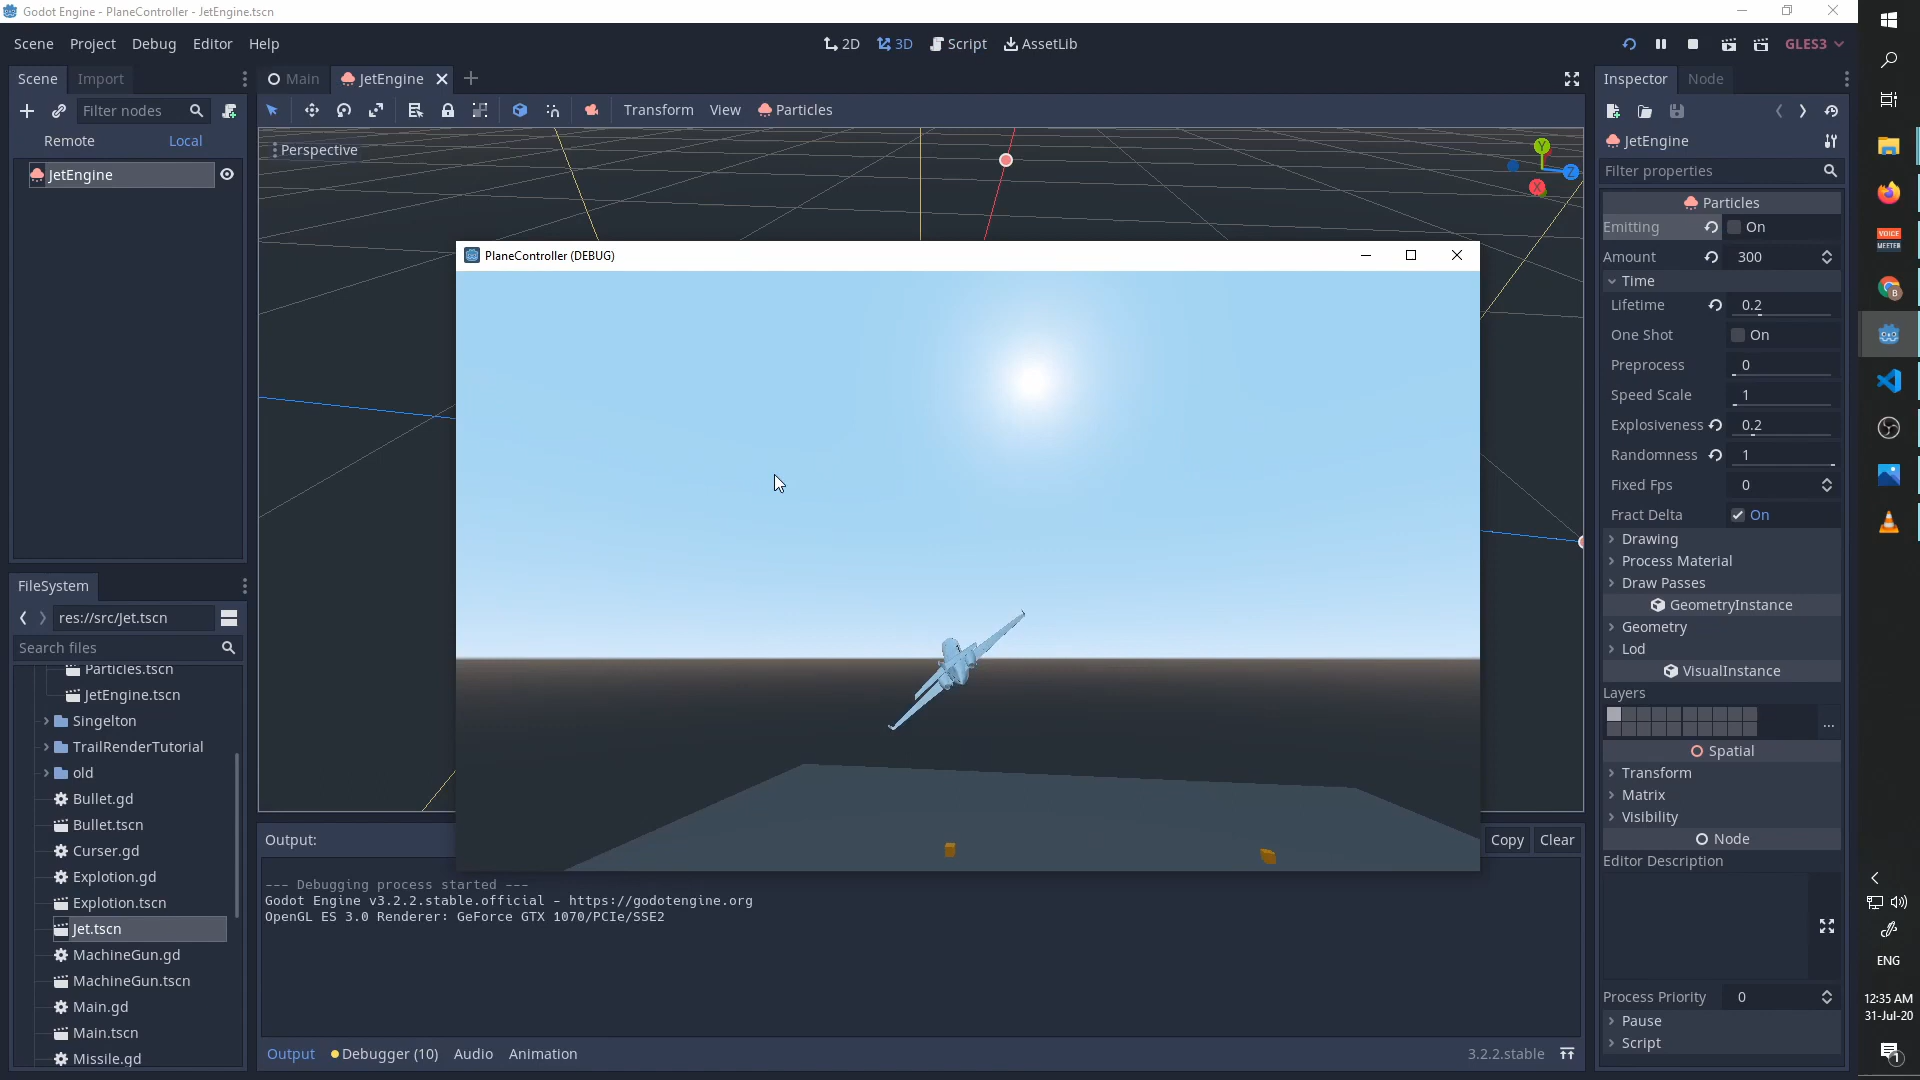 Godot Engine - PlaneController - JetEngine.tscn
Scene Project Debug Editor Help
2D 3D Script AssetLib
GLES3
Scene Import
Main JetEngine
Inspector Node
Filter nodes
Transform View Particles
Remote Local
JetEngine
JetEngine
Perspective
Y
Z
X
Filter properties
Particles
Emitting On
Amount 300
Time
Lifetime 0.2
One Shot On
Preprocess 0
Speed Scale 1
Explosiveness 0.2
Randomness 1
Fixed Fps 0
Fract Delta On
Drawing
Process Material
Draw Passes
GeometryInstance
Geometry
Lod
VisualInstance
Layers
...
Spatial
Transform
Matrix
Visibility
Node
Editor Description
Process Priority 0
Pause
Script
PlaneController (DEBUG)
FileSystem
res://src/Jet.tscn
Search files
Particles.tscn
JetEngine.tscn
Singelton
TrailRenderTutorial
old
Bullet.gd
Bullet.tscn
Curser.gd
Explotion.gd
Explotion.tscn
Jet.tscn
MachineGun.gd
MachineGun.tscn
Main.gd
Main.tscn
Missile.gd
Output:
Copy Clear
--- Debugging process started ---
Godot Engine v3.2.2.stable.official - https://godotengine.org
OpenGL ES 3.0 Renderer: GeForce GTX 1070/PCIe/SSE2
Output Debugger (10) Audio Animation
3.2.2.stable
VOICE
MEETER
B
ENG
12:35 AM
31-Jul-20
1